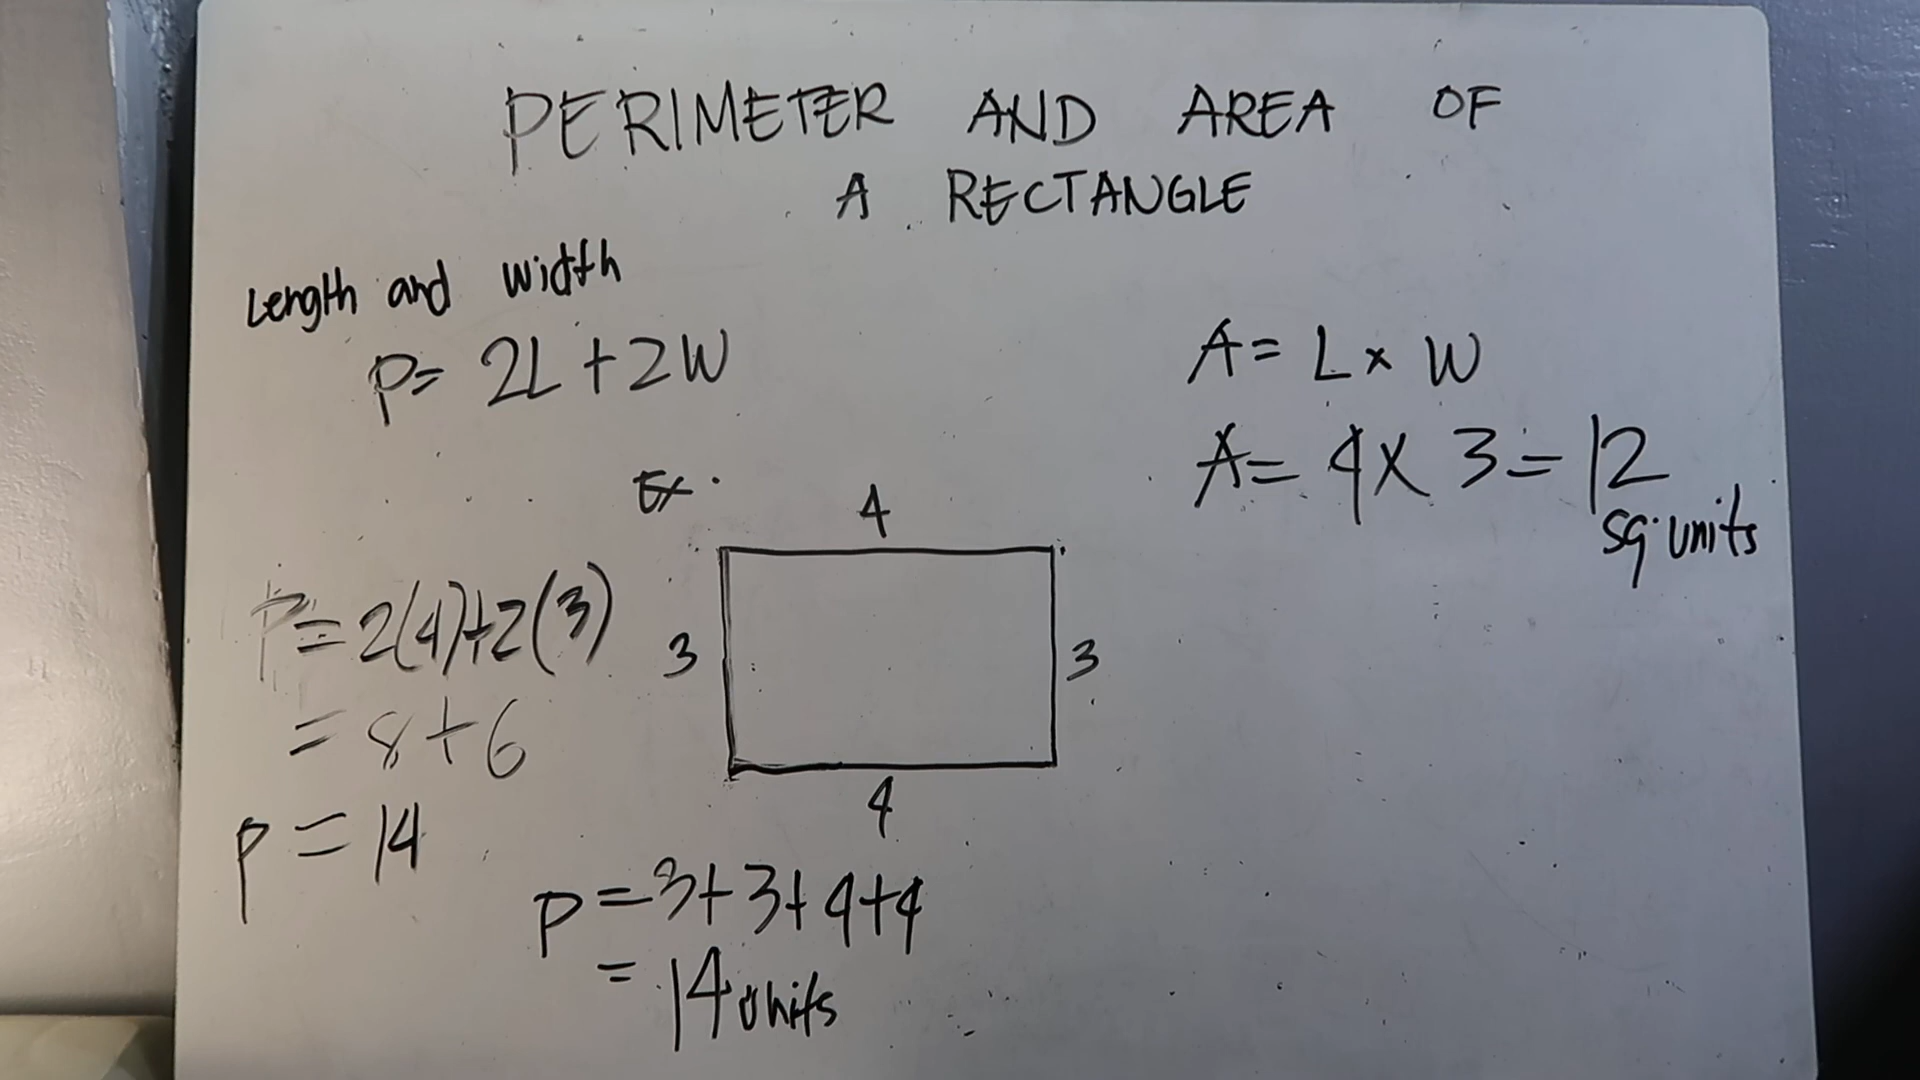 PERIMETER AND AREA OF
A RECTANGLE
Length and width
P= 2L+2W
A= L x W
A= 4x 3= 12
sq. units
Ex.
4
3
3
4
P=2(4)+2(3)
= 8+6
P = 14
P=3+3+4+4
= 14 units